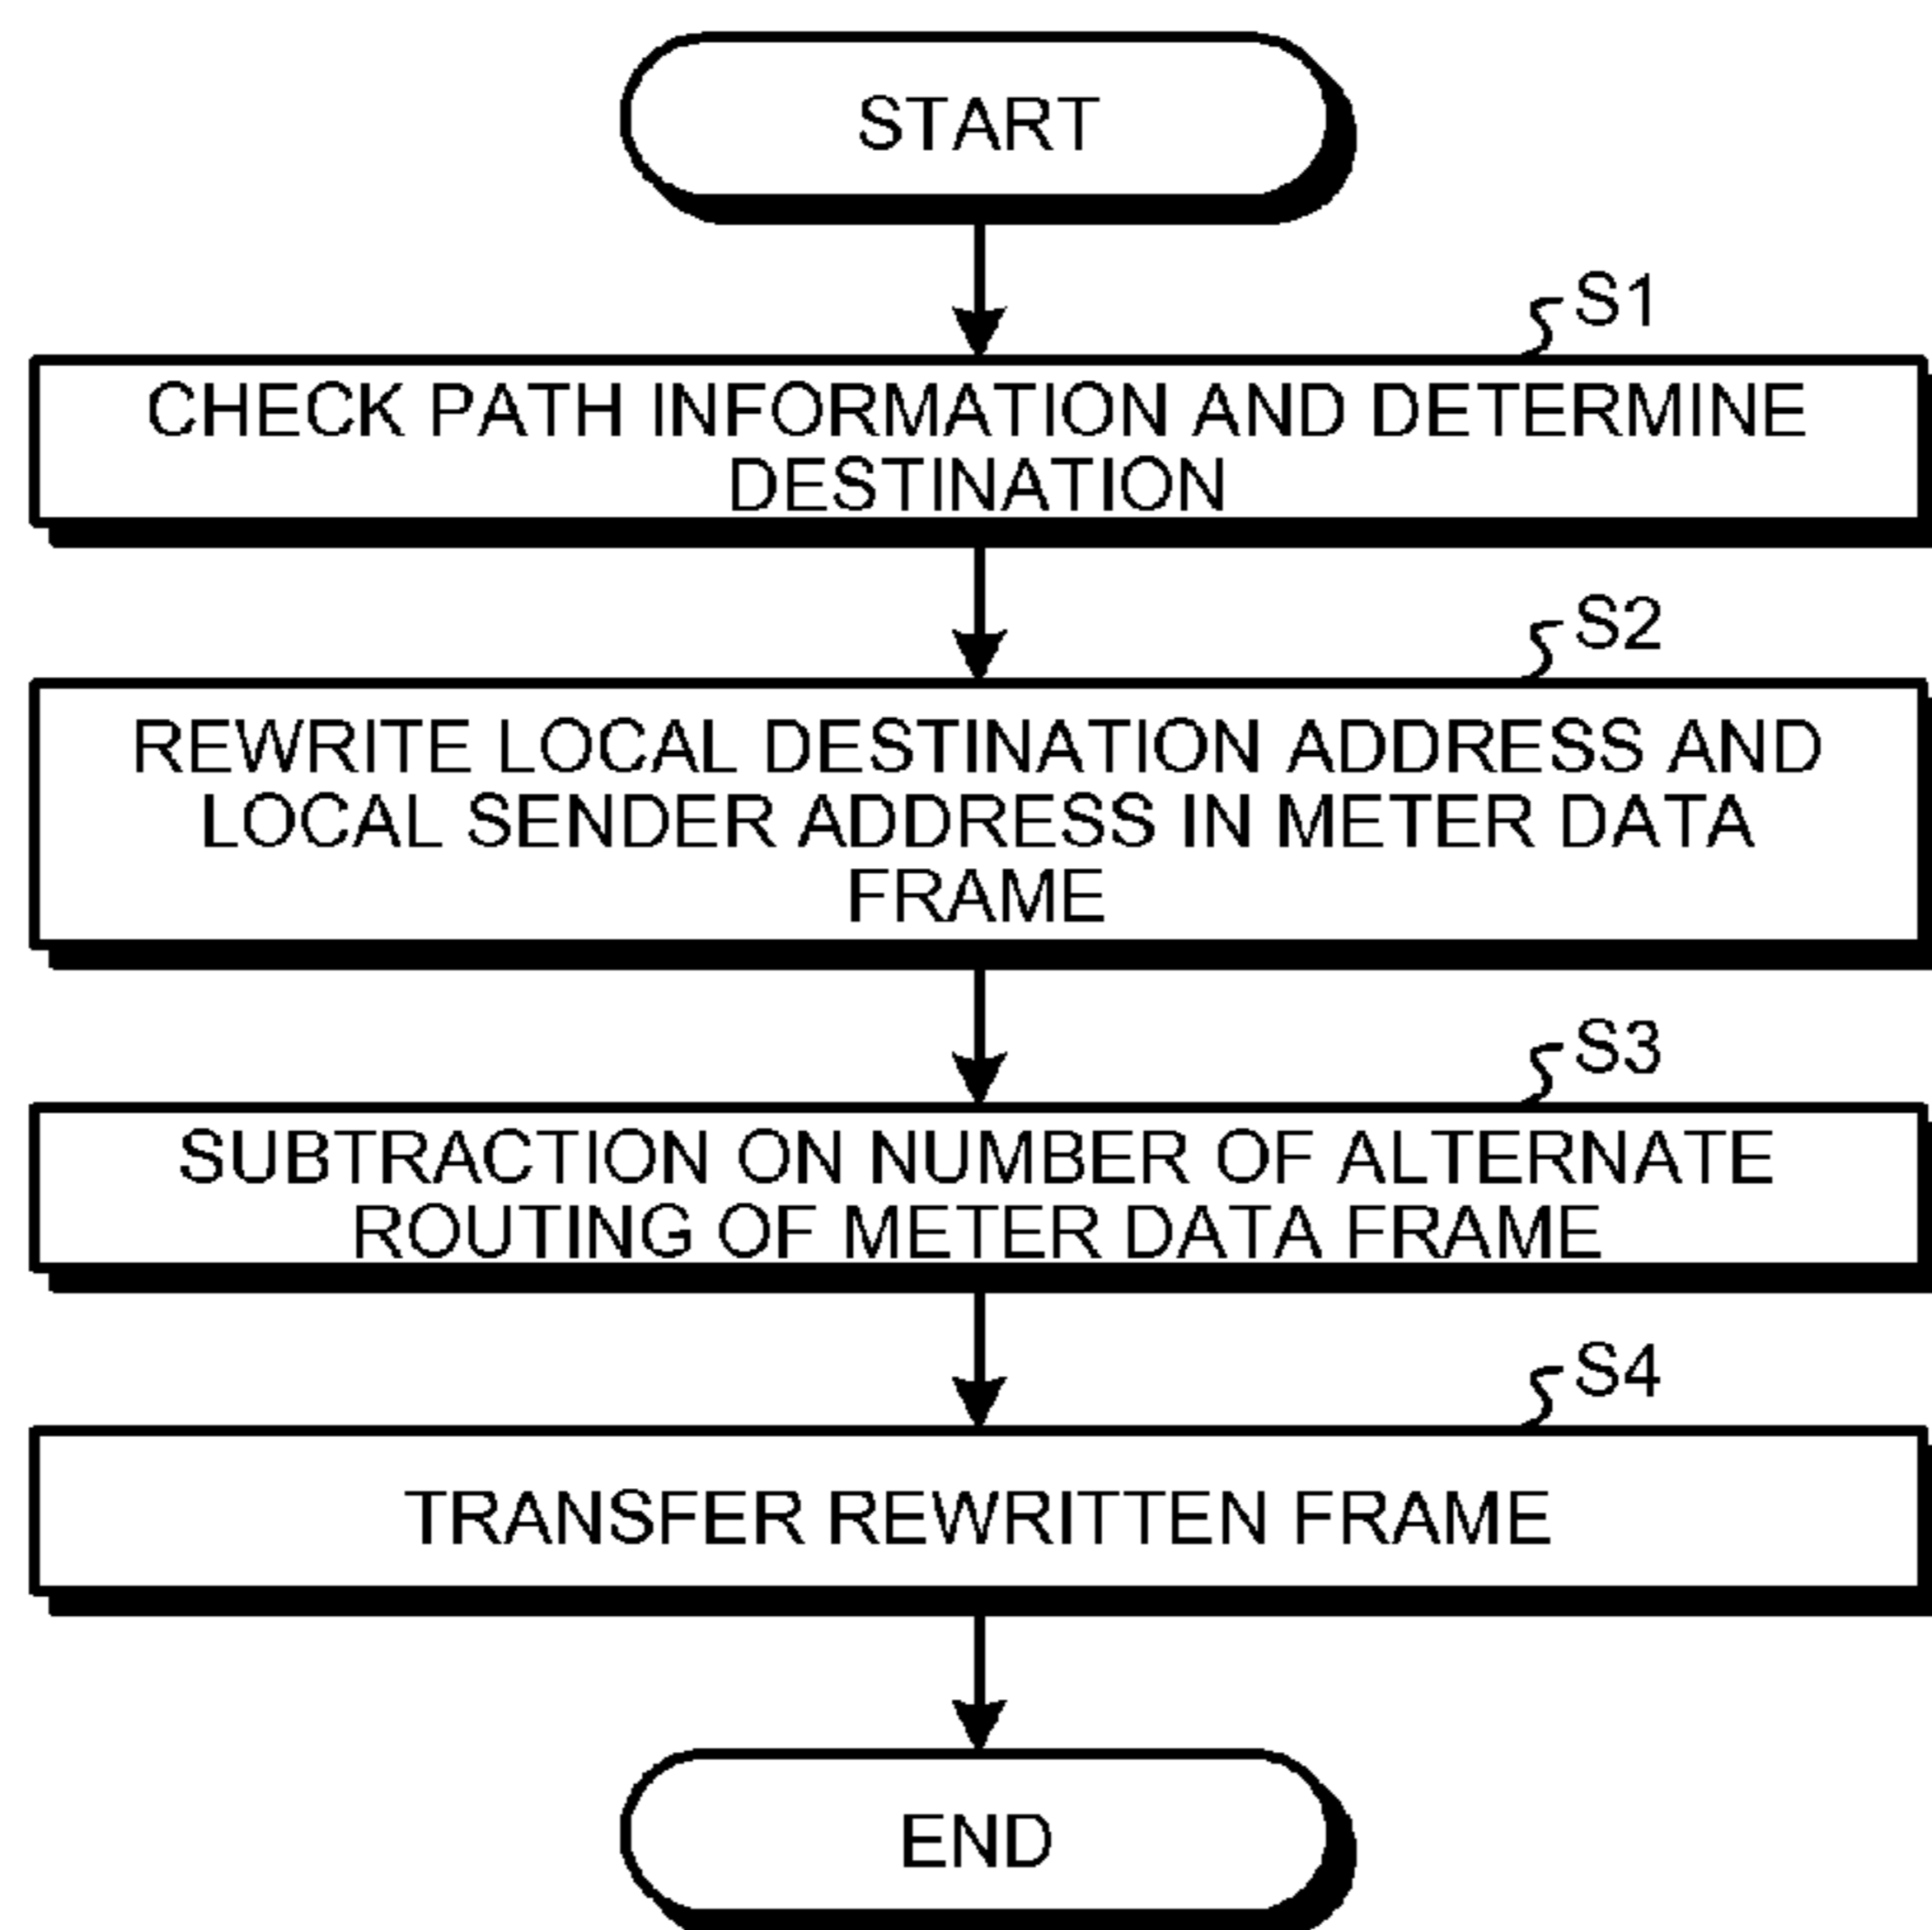 START
S1
CHECK PATH INFORMATION AND DETERMINE
DESTINATION
S2
REWRITE LOCAL DESTINATION ADDRESS AND
LOCAL SENDER ADDRESS IN METER DATA
FRAME
S3
SUBTRACTION ON NUMBER OF ALTERNATE
ROUTING OF METER DATA FRAME
S4
TRANSFER REWRITTEN FRAME
END